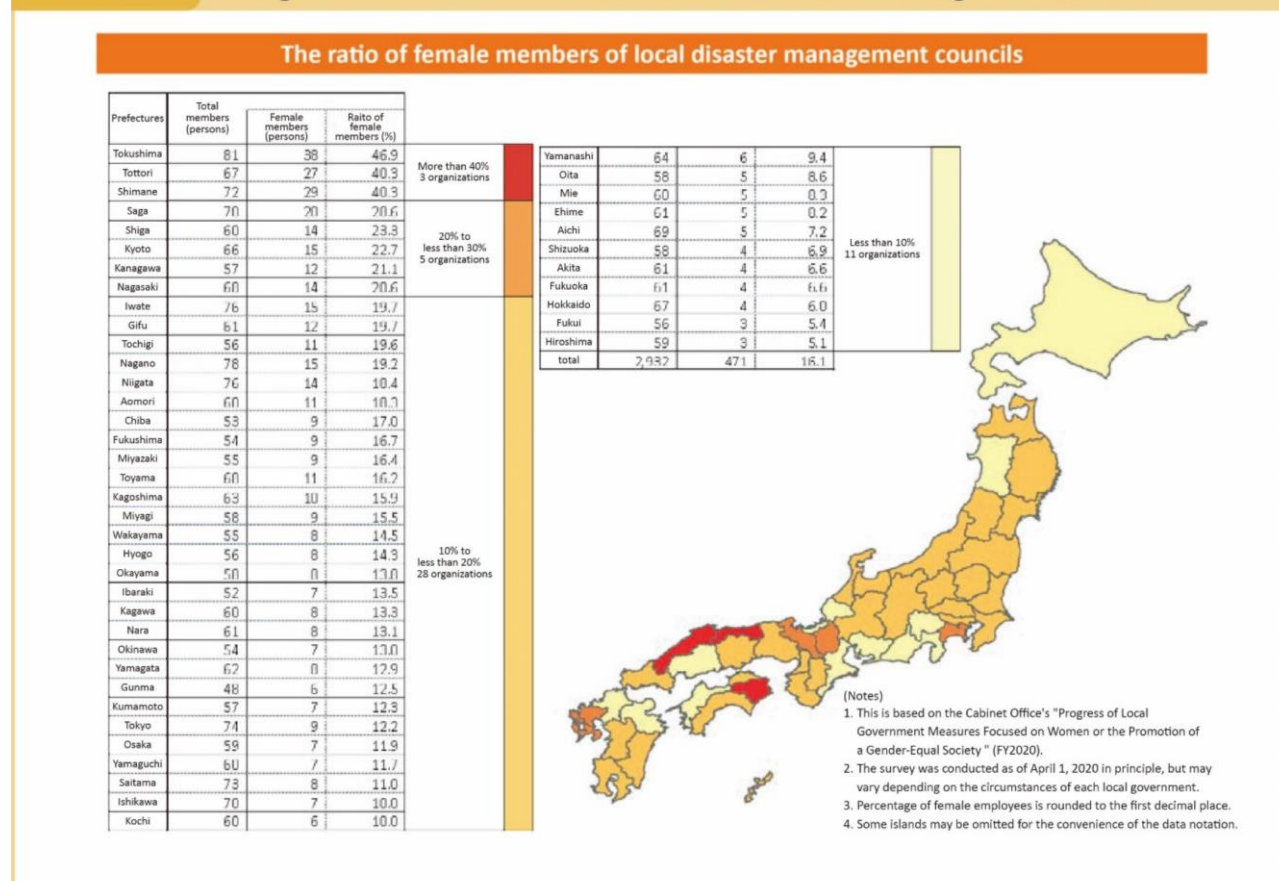 The ratio of female members of local disaster management councils
Prefectures Total members (persons) Female members (persons) Raito of female members (%)
Tokushima 81 38 46.9
Tottori 67 27 40.3
Shimane 72 29 40.3
More than 40%
3 organizations
Saga 70 20
Shiga 60 14 23.3
Kyoto 66 15 22.7
Kanagawa 57 12 21.1
Nagasaki 14 20.6
20% to
less than 30%
5 organizations
Iwate 76 15 19.7
Gifu 61 12 19.7
Tochigi 56 11 19.6
Nagano 78 15 19.2
Niigata 76 14
Aomori 60 11
Chiba 53 9 17.0
Fukushima 54 9 16.7
Miyazaki 55 9 16.4
Toyama 11 16.2
Kagoshima 63 10 15.9
Miyagi 58 9 15.5
Wakayama 55 8 14.5
Hyogo 56 8 14.3
Okayama
Ibaraki 52 7 13.5
Kagawa 60 8 13.3
Nara 61 8 13.1
Okinawa 54 7 13.0
Yamagata 62 12.9
Gunma 48 6 12.5
Kumamoto 57 7 12.3
Tokyo 74 9 12.2
Osaka 59 7 11.9
Yamaguchi 60 7 11.7
Saitama 73 8 11.0
Ishikawa 70 7 10.0
Kochi 60 6 10.0
10% to
less than 20%
28 organizations
Yamanashi 64 6 9.4
Oita 58 5 8.6
Mie 60 5
Ehime 61 5
Aichi 69 5 7.2
Shizuoka 58 4 6.9
Akita 61 4 6.6
Fukuoka 61 4 6.6
Hokkaido 67 4 6.0
Fukui 56 3 5.4
Hiroshima 59 3 5.1
Less than 10%
11 organizations
total 2,932 471 16.1
(Notes)
1. This is based on the Cabinet Office's "Progress of Local
Government Measures Focused on Women or the Promotion of
a Gender-Equal Society " (FY2020).
2. The survey was conducted as of April 1, 2020 in principle, but may
vary depending on the circumstances of each local government.
3. Percentage of female employees is rounded to the first decimal place.
4. Some islands may be omitted for the convenience of the data notation.